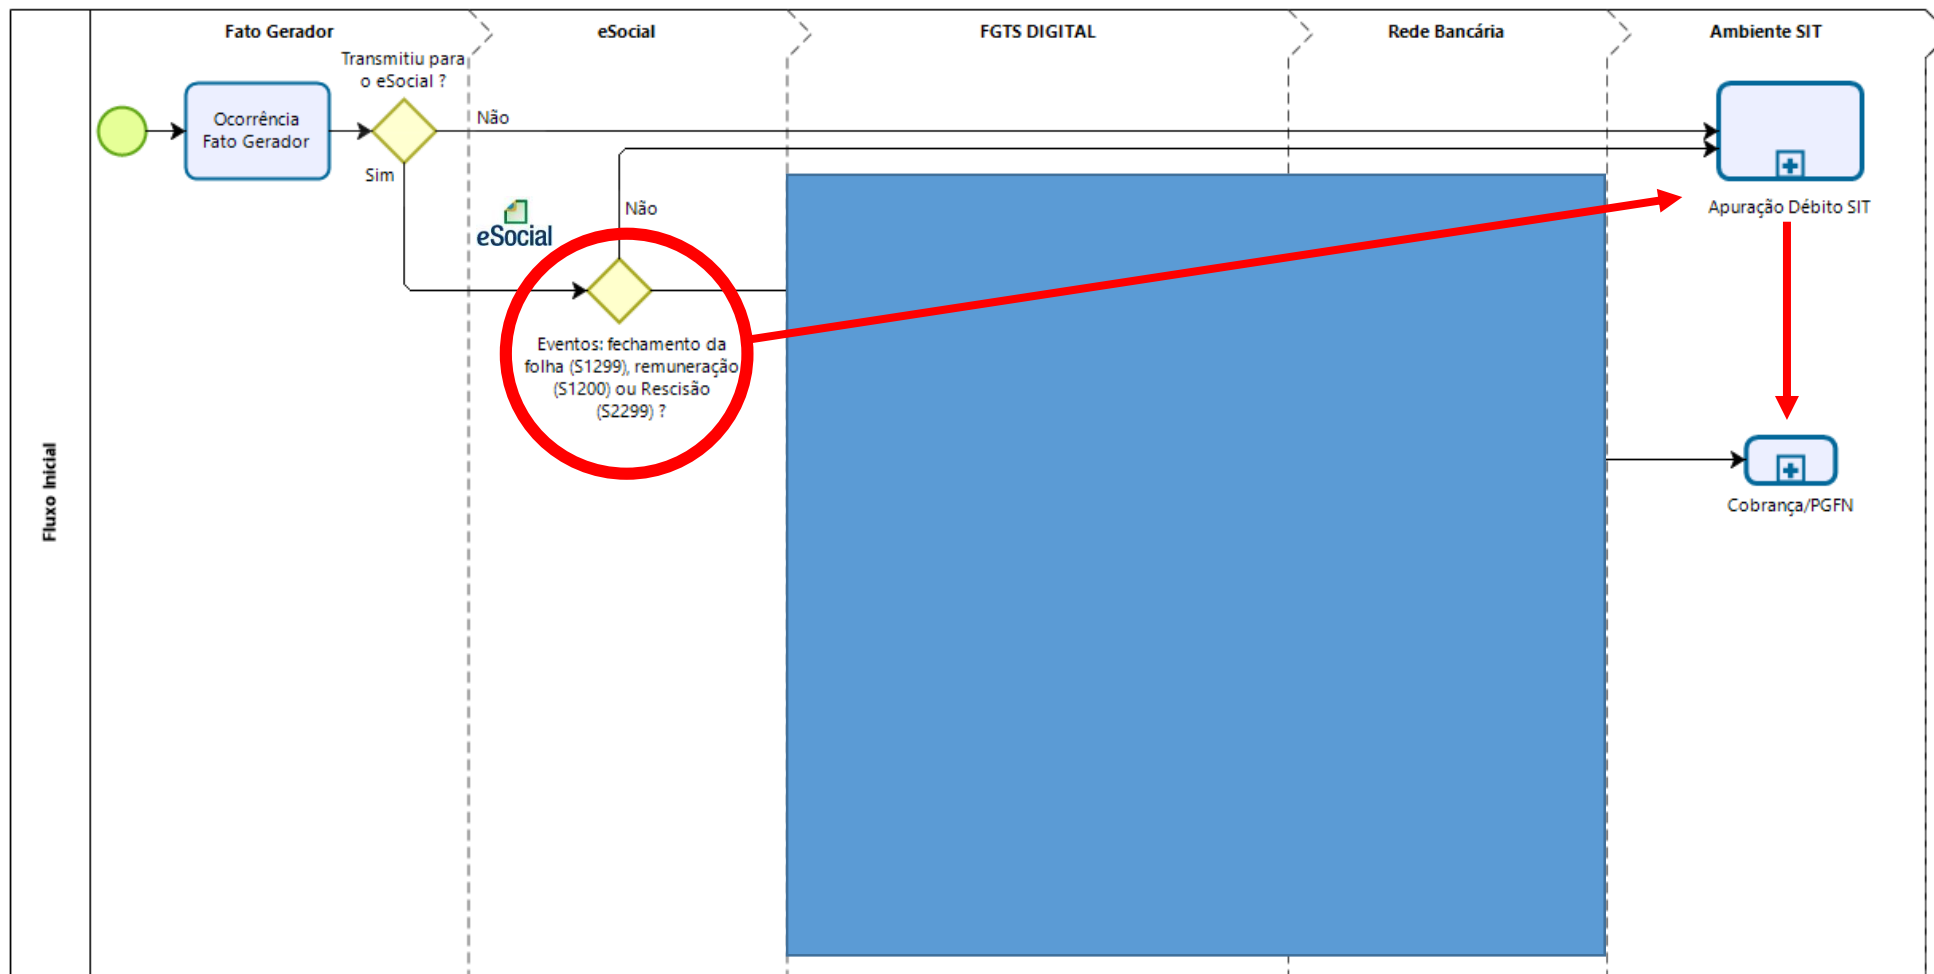 Fato Gerador
eSocial
FGTS DIGITAL
Rede Bancária
Ambiente SIT
Transmitiu para
o eSocial ?
Ocorrência
Fato Gerador
Não
Sim
eSocial
Não
Apuração Débito SIT
Eventos: fechamento da
folha (S1299), remuneração
(S1200) ou Rescisão
(S2299) ?
Cobrança/PGFN
Fluxo Inicial